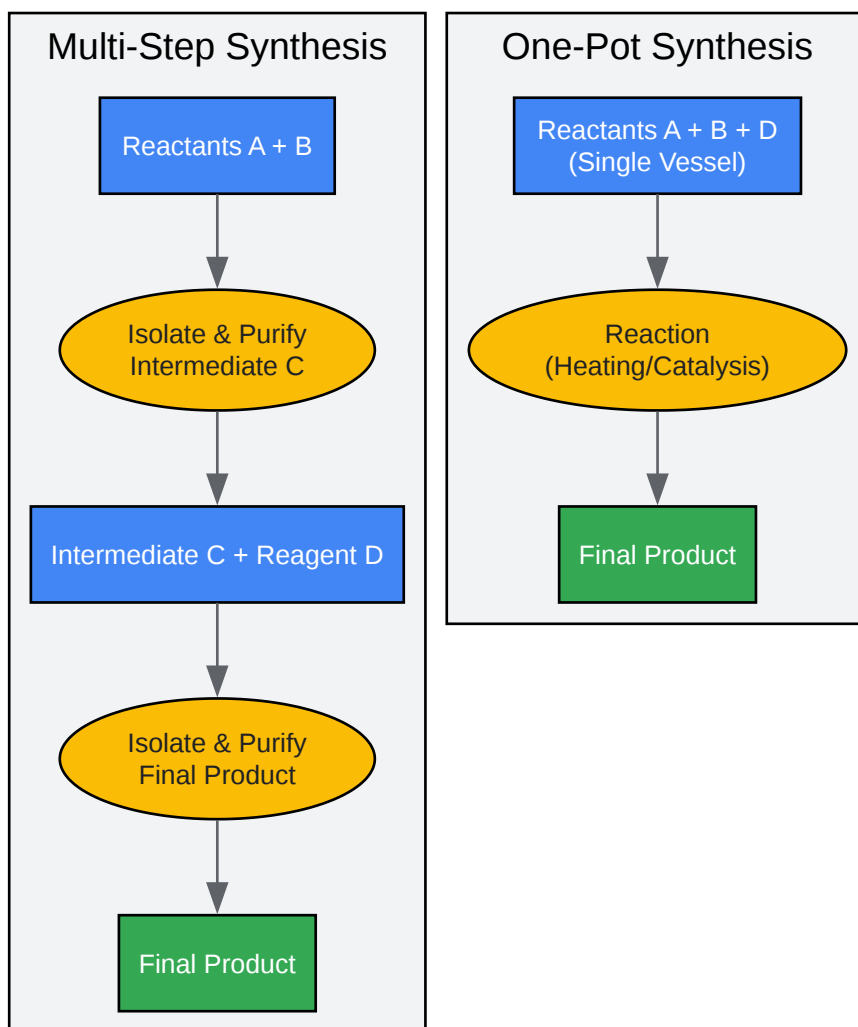 Multi-Step Synthesis
Reactants A + B
Isolate & Purify
Intermediate C
Intermediate C + Reagent D
Isolate & Purify
Final Product
Final Product
One-Pot Synthesis
Reactants A + B + D
(Single Vessel)
Reaction
(Heating/Catalysis)
Final Product